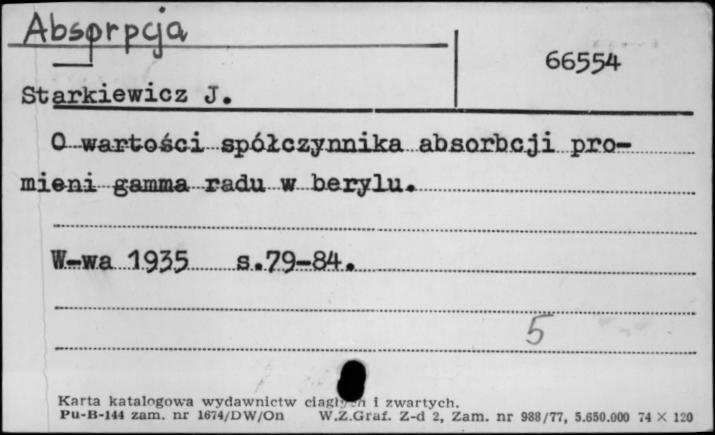 Absorpcja
66554
Starkiewicz J.
O wartości spółczynnika absorbcji pro-
mieni gamma radu w berylu.
W-wa 1935 s.79-84.
5
Karta katalogowa wydawnictw ciągłych i zwartych.
Pu-B-144 zam. nr 1674/DW/On W.Z.Graf. Z-d 2, Zam. nr 988/77, 5.650.000 74 X 120